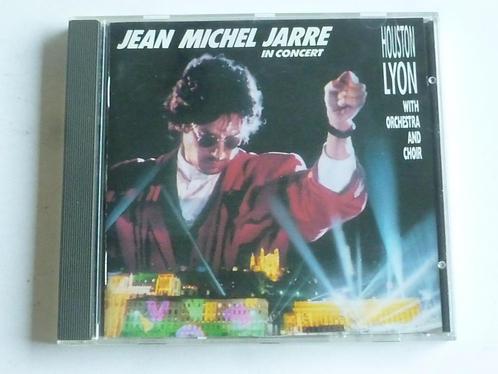 JEAN MICHEL JARRE
IN CONCERT
HOUSTON
LYON
WITH
ORCHESTRA
AND
CHOIR